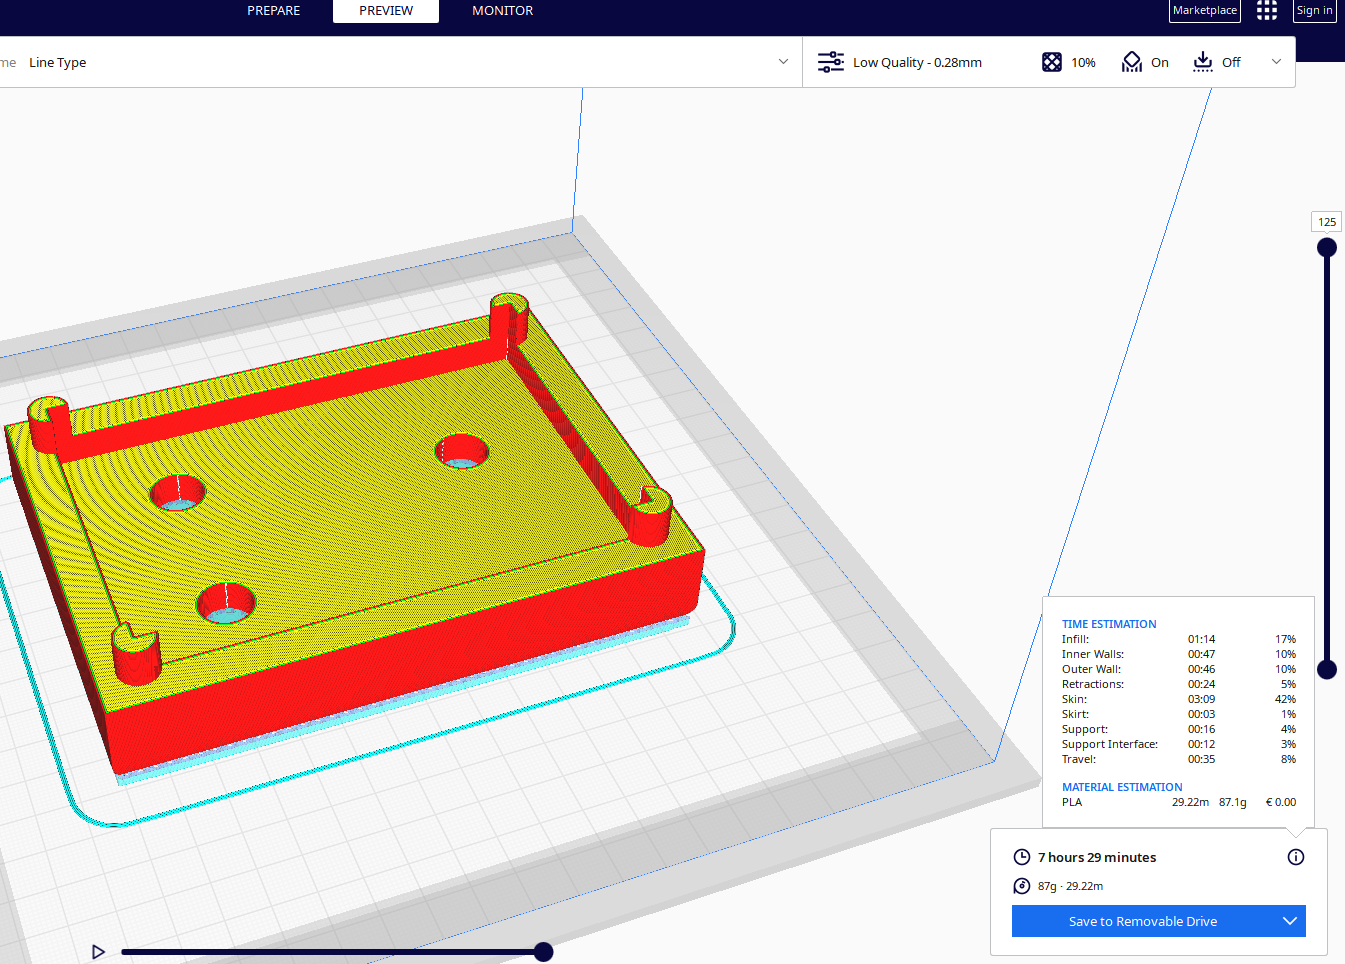 PREPARE PREVIEW MONITOR Marketplace Sign in
me Line Type Low Quality - 0.28mm 10% On Off
125
TIME ESTIMATION
Infill: 01:14 17%
Inner Walls: 00:47 10%
Outer Wall: 00:46 10%
Retractions: 00:24 5%
Skin: 03:09 42%
Skirt: 00:03 1%
Support: 00:16 4%
Support Interface: 00:12 3%
Travel: 00:35 8%
MATERIAL ESTIMATION
PLA 29.22m 87.1g € 0.00
7 hours 29 minutes
87g · 29.22m
Save to Removable Drive